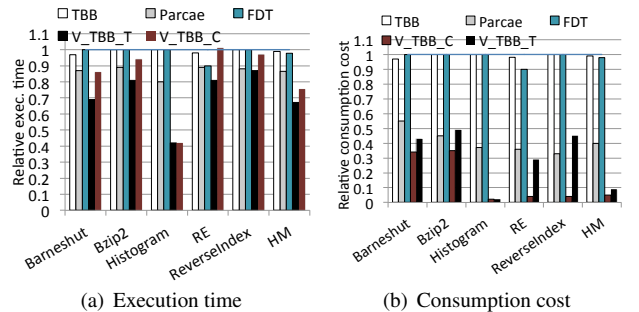 TBB Parcae FDT
V_TBB_T V_TBB_C
Relative exec. time
1.1
1
0.9
0.8
0.7
0.6
0.5
0.4
0.3
0.2
0.1
0
Barneshut
Bzip2
Histogram
RE
ReverseIndex
HM
(a) Execution time
TBB Parcae FDT
V_TBB_C V_TBB_T
Relative consumption cost
1.1
1
0.9
0.8
0.7
0.6
0.5
0.4
0.3
0.2
0.1
0
Barneshut
Bzip2
Histogram
RE
ReverseIndex
HM
(b) Consumption cost